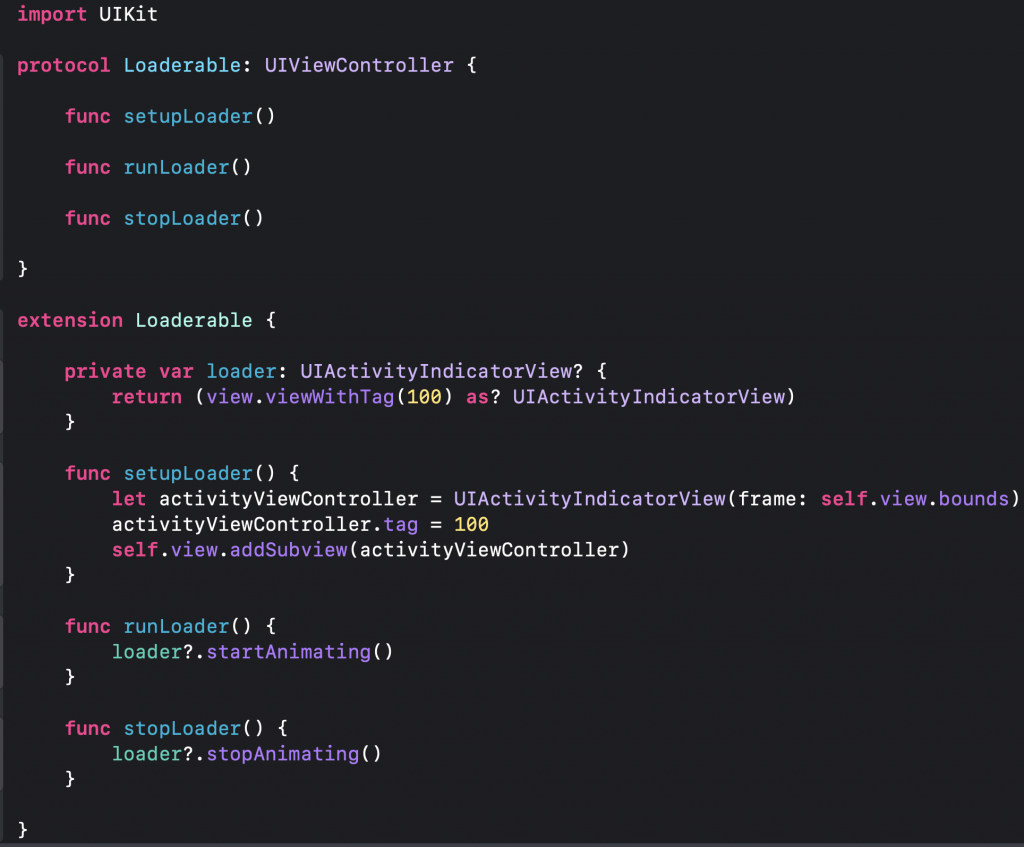 import UIKit
protocol Loaderable: UIViewController {
func setupLoader()
func runLoader()
func stopLoader()
}
extension Loaderable {
private var loader: UIActivityIndicatorView? {
return (view.viewWithTag(100) as? UIActivityIndicatorView)
}
func setupLoader() {
let activityViewController = UIActivityIndicatorView(frame: self.view.bounds)
activityViewController.tag = 100
self.view.addSubview(activityViewController)
}
func runLoader() {
loader?.startAnimating()
}
func stopLoader() {
loader?.stopAnimating()
}
}